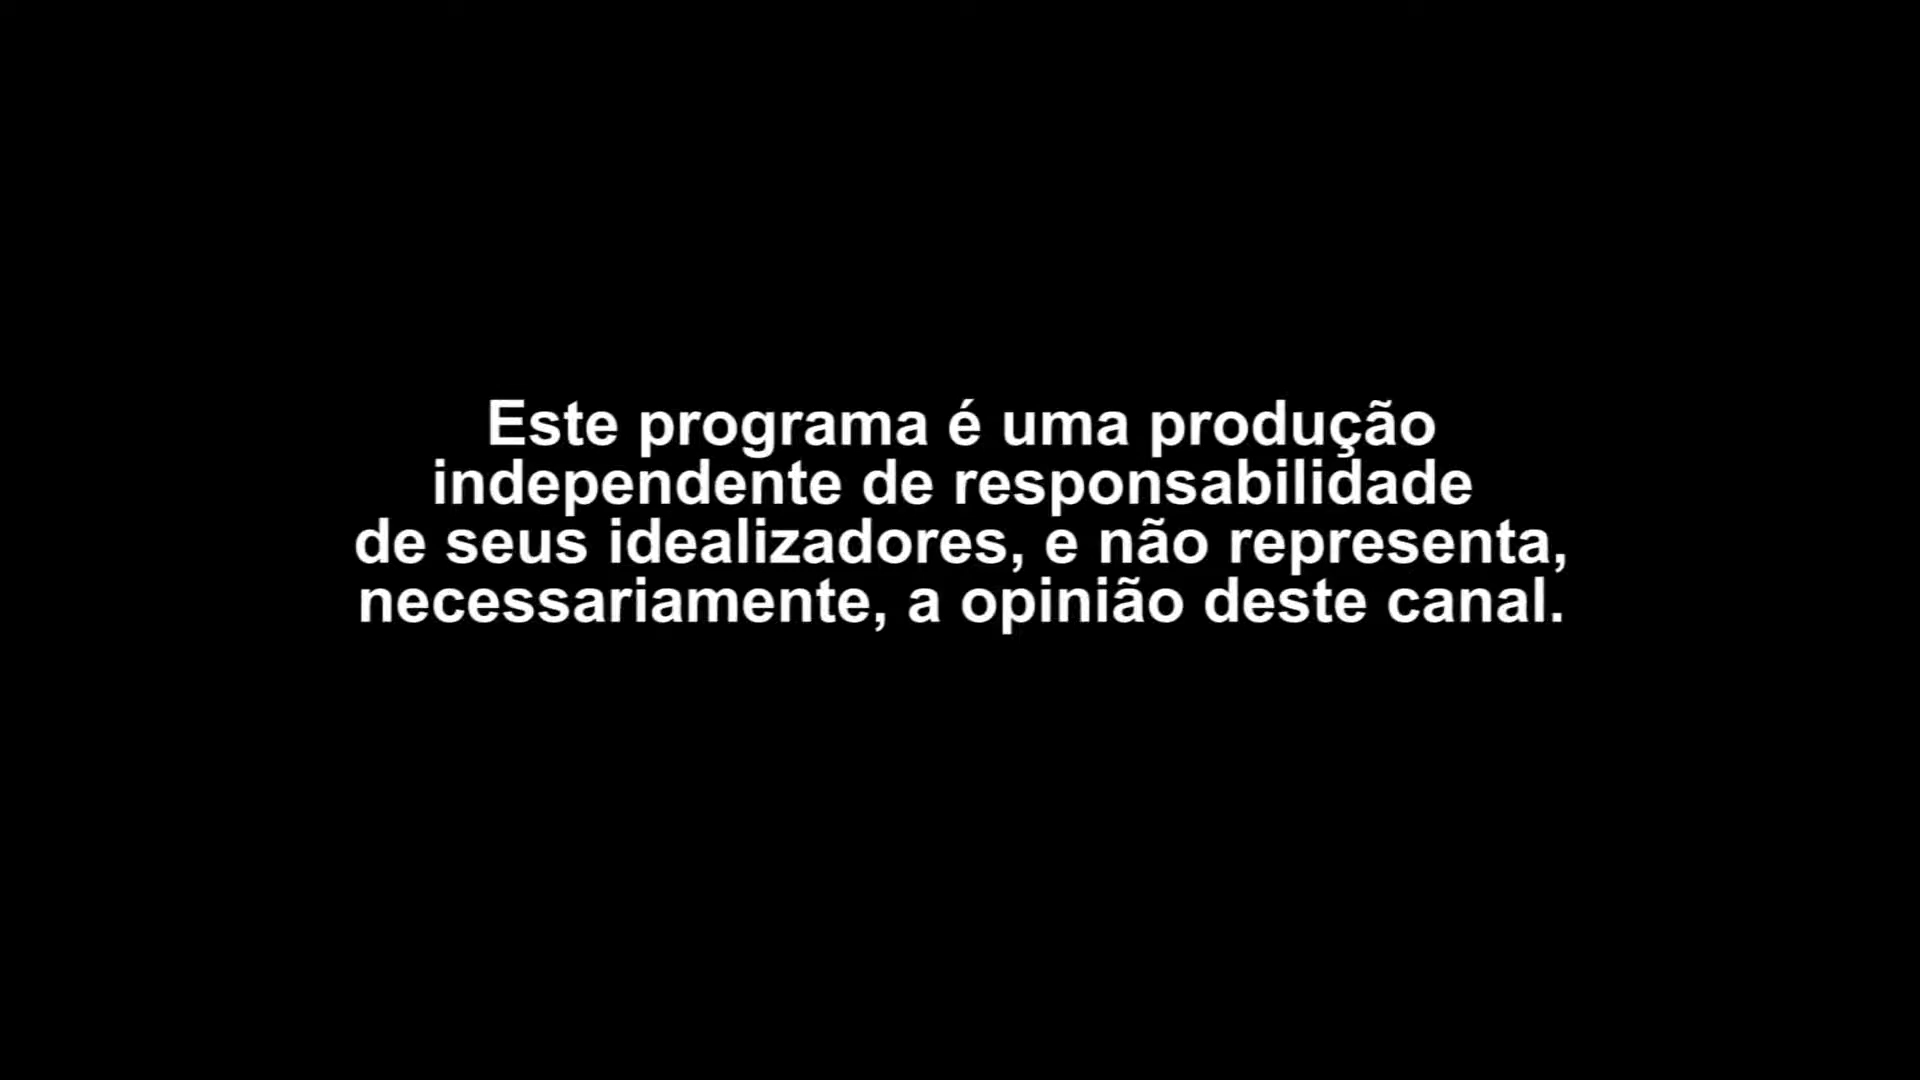 Este programa é uma produção
independente de responsabilidade
de seus idealizadores, e não representa,
necessariamente, a opinião deste canal.